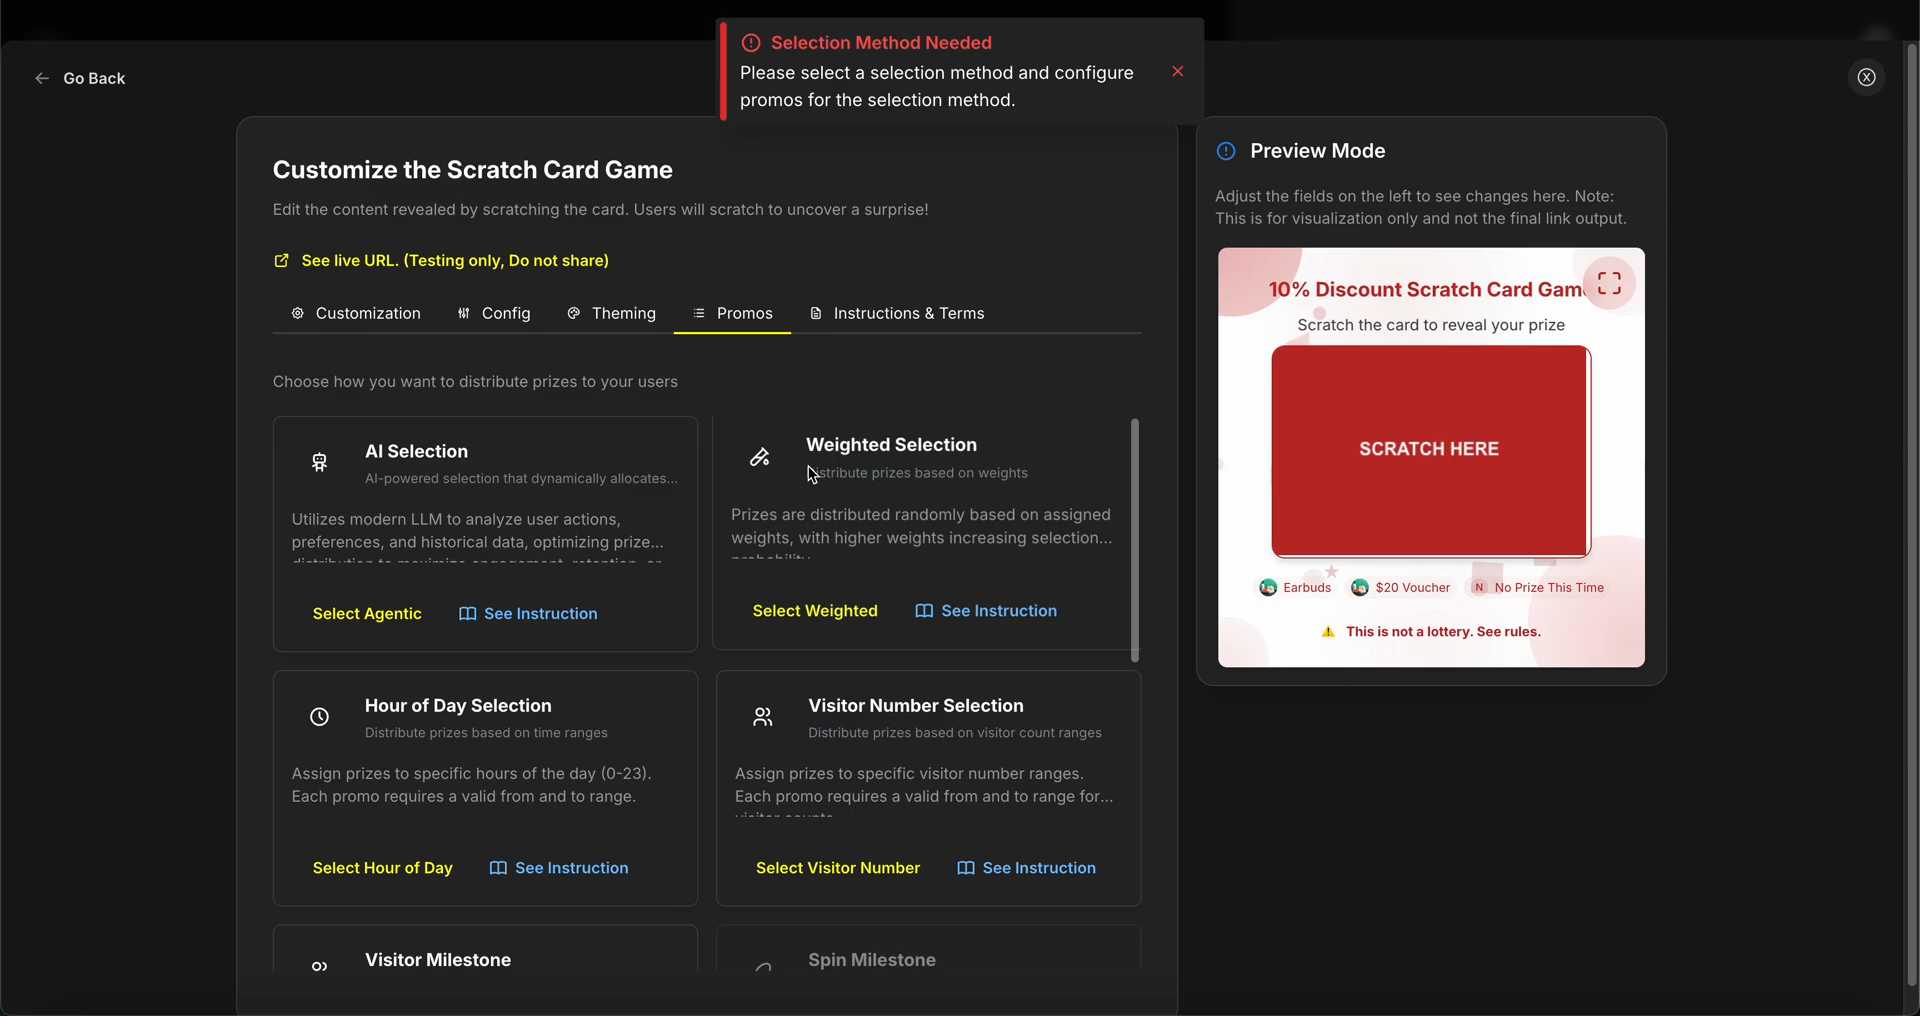 Selection Method Needed
Please select a selection method and configure
promos for the selection method.
Go Back
Customize the Scratch Card Game
Edit the content revealed by scratching the card. Users will scratch to uncover a surprise!
See live URL. (Testing only, Do not share)
Customization Config Theming Promos Instructions & Terms
Choose how you want to distribute prizes to your users
AI Selection
AI-powered selection that dynamically allocates...
Utilizes modern LLM to analyze user actions,
preferences, and historical data, optimizing prize...
distribution to maximize engagement, retention, or
Select Agentic See Instruction
Weighted Selection
Distribute prizes based on weights
Prizes are distributed randomly based on assigned
weights, with higher weights increasing selection...
probability.
Select Weighted See Instruction
Hour of Day Selection
Distribute prizes based on time ranges
Assign prizes to specific hours of the day (0-23).
Each promo requires a valid from and to range.
Select Hour of Day See Instruction
Visitor Number Selection
Distribute prizes based on visitor count ranges
Assign prizes to specific visitor number ranges.
Each promo requires a valid from and to range for...
visitor counts.
Select Visitor Number See Instruction
Visitor Milestone
Spin Milestone
Preview Mode
Adjust the fields on the left to see changes here. Note:
This is for visualization only and not the final link output.
10% Discount Scratch Card Game
Scratch the card to reveal your prize
SCRATCH HERE
Earbuds $20 Voucher N No Prize This Time
This is not a lottery. See rules.